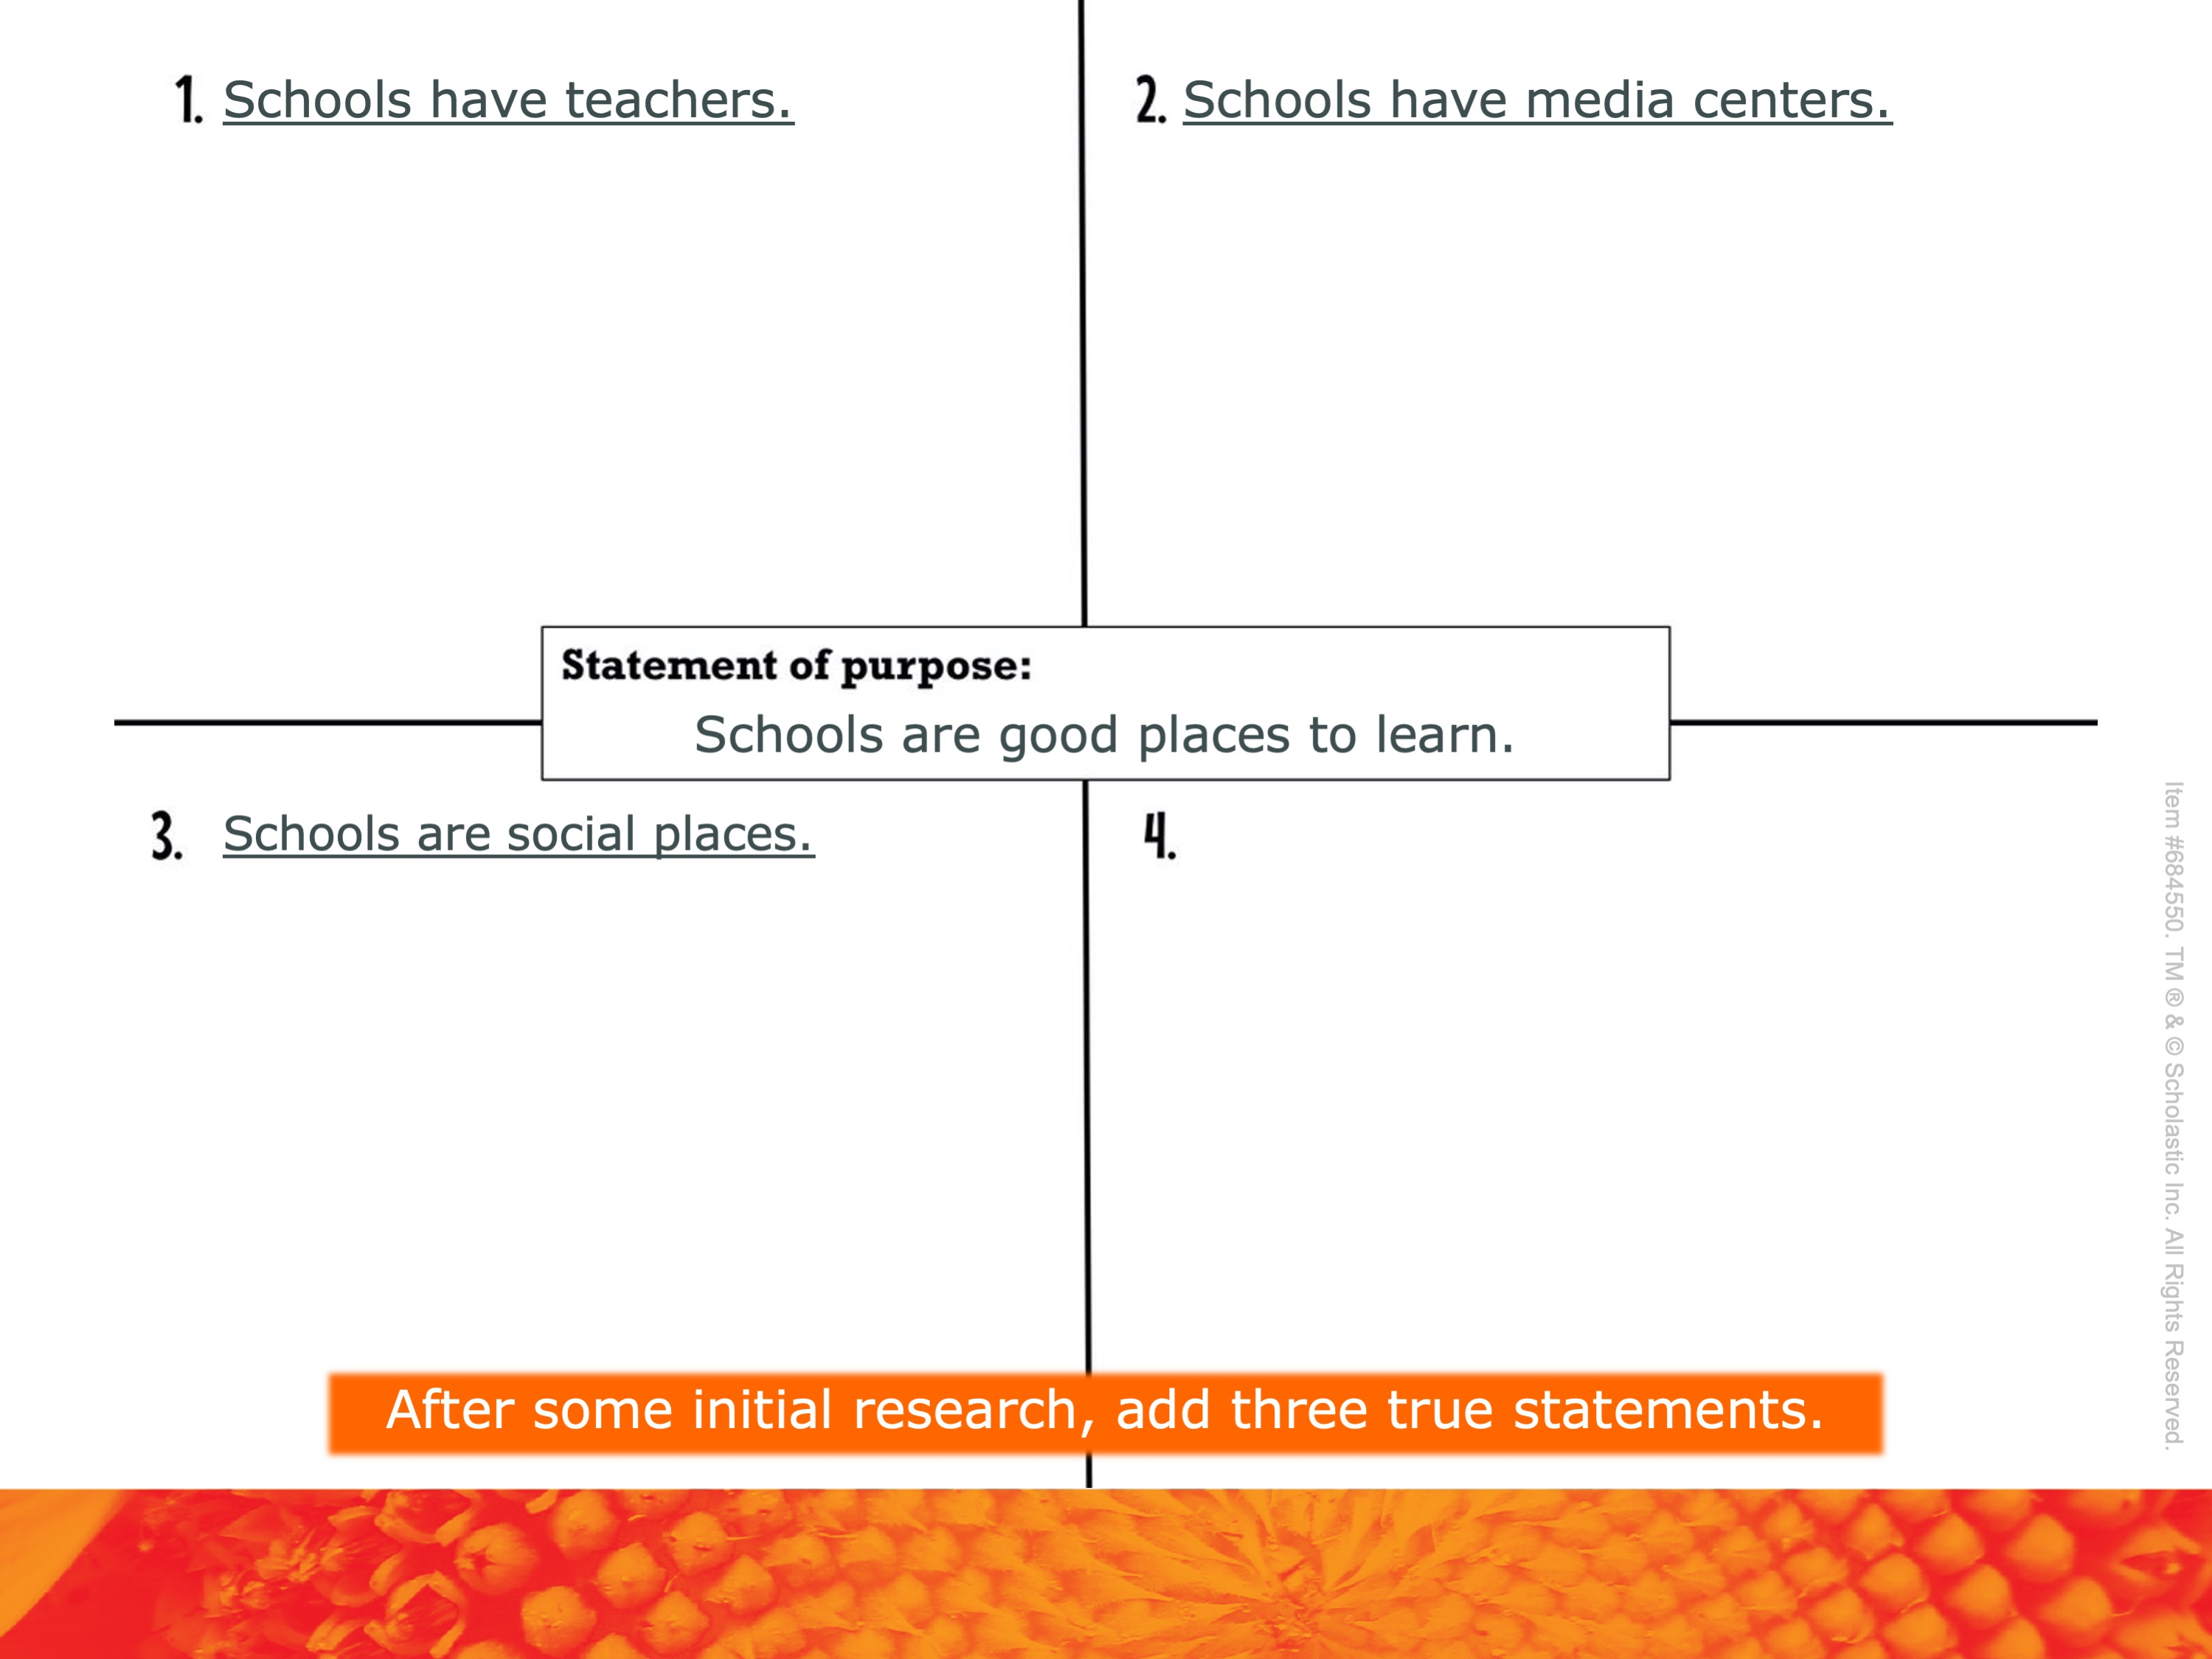 1. Schools have teachers.
2. Schools have media centers.
Statement of purpose:
Schools are good places to learn.
3. Schools are social places.
4.
After some initial research, add three true statements.
Item #684550. TM ® & © Scholastic Inc. All Rights Reserved.